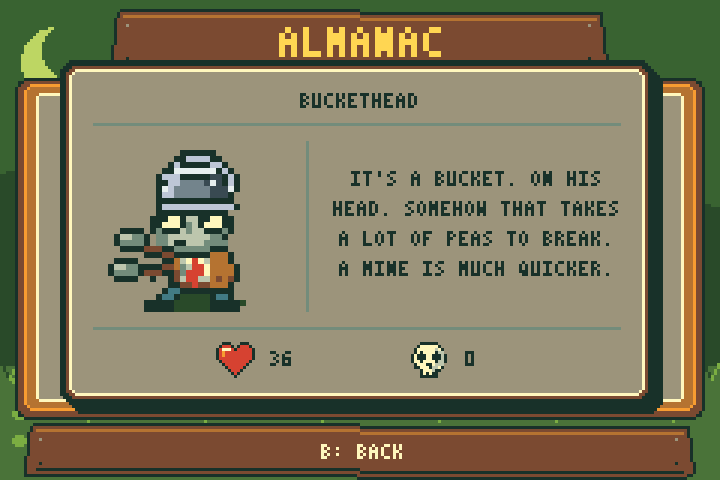 ALMANAC
BUCKETHEAD
IT'S A BUCKET. ON HIS
HEAD. SOMEHOW THAT TAKES
A LOT OF PEAS TO BREAK.
A MINE IS MUCH QUICKER.
36
0
B: BACK